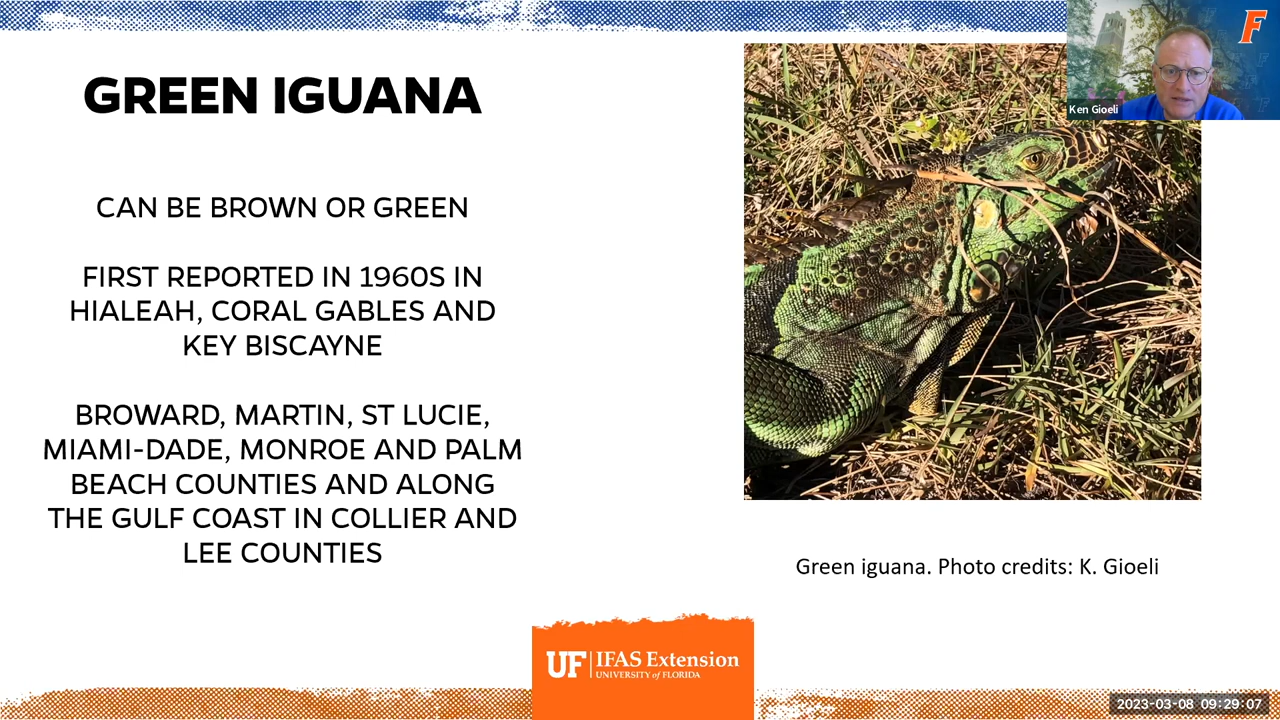 GREEN IGUANA
CAN BE BROWN OR GREEN
FIRST REPORTED IN 1960S IN
HIALEAH, CORAL GABLES AND
KEY BISCAYNE
BROWARD, MARTIN, ST LUCIE,
MIAMI-DADE, MONROE AND PALM
BEACH COUNTIES AND ALONG
THE GULF COAST IN COLLIER AND
LEE COUNTIES
F
Ken Gioeli
Green iguana. Photo credits: K. Gioeli
UF IFAS Extension
UNIVERSITY of FLORIDA
2023-03-08 09:29:07